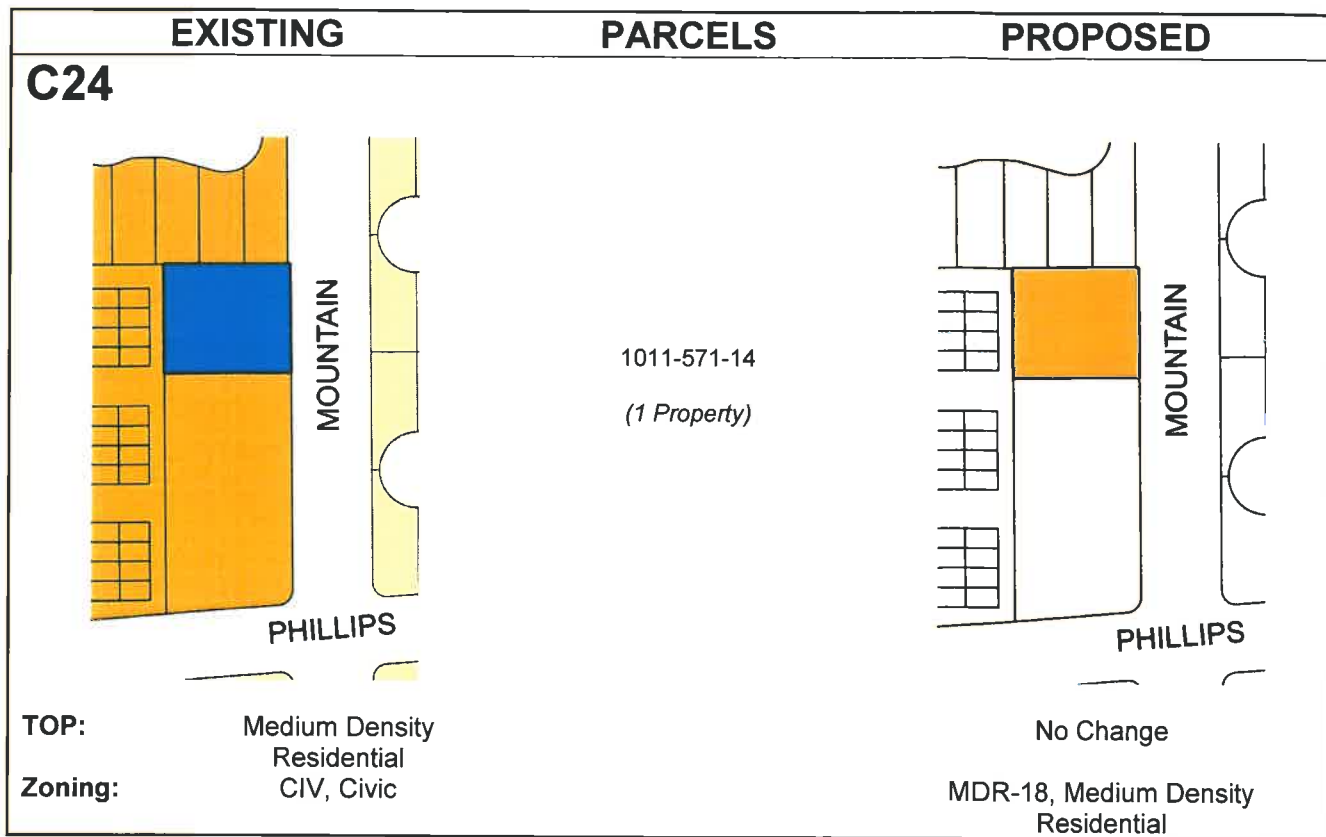 EXISTING PARCELS PROPOSED
C24
MOUNTAIN
PHILLIPS
1011-571-14
(1 Property)
MOUNTAIN
PHILLIPS
TOP: Medium Density
Residential
No Change
Zoning: CIV, Civic
MDR-18, Medium Density
Residential